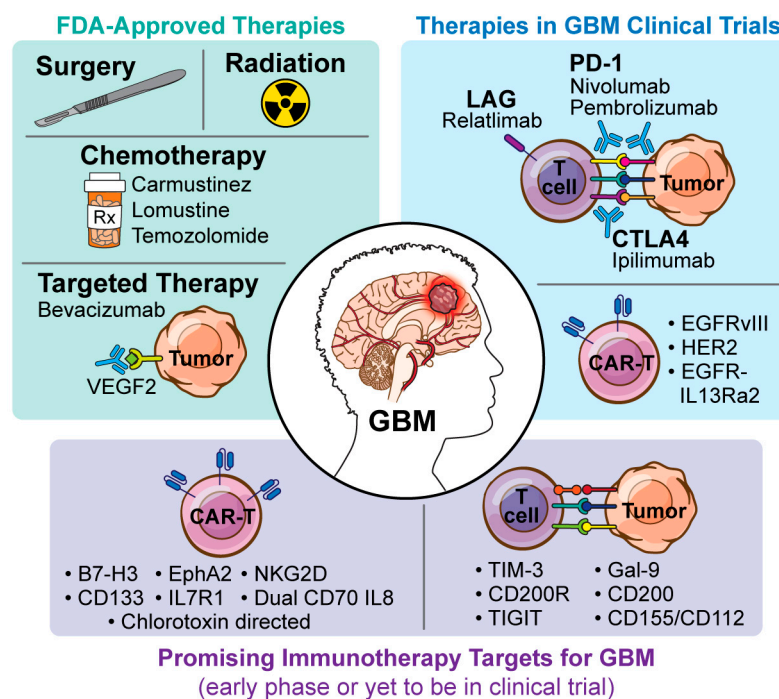 FDA-Approved Therapies
Surgery
Radiation
Chemotherapy
Rx
Carmustinez
Lomustine
Temozolomide
Targeted Therapy
Bevacizumab
Tumor
VEGF2
Therapies in GBM Clinical Trials
PD-1
Nivolumab
Pembrolizumab
LAG
Relatlimab
T
cell
Tumor
CTLA4
Ipilimumab
CAR-T
• EGFRvIII
• HER2
• EGFR-
IL13Ra2
GBM
CAR-T
• B7-H3 • EphA2 • NKG2D
• CD133 • IL7R1 • Dual CD70 IL8
• Chlorotoxin directed
T
cell
Tumor
• TIM-3 • Gal-9
• CD200R • CD200
• TIGIT • CD155/CD112
Promising Immunotherapy Targets for GBM
(early phase or yet to be in clinical trial)